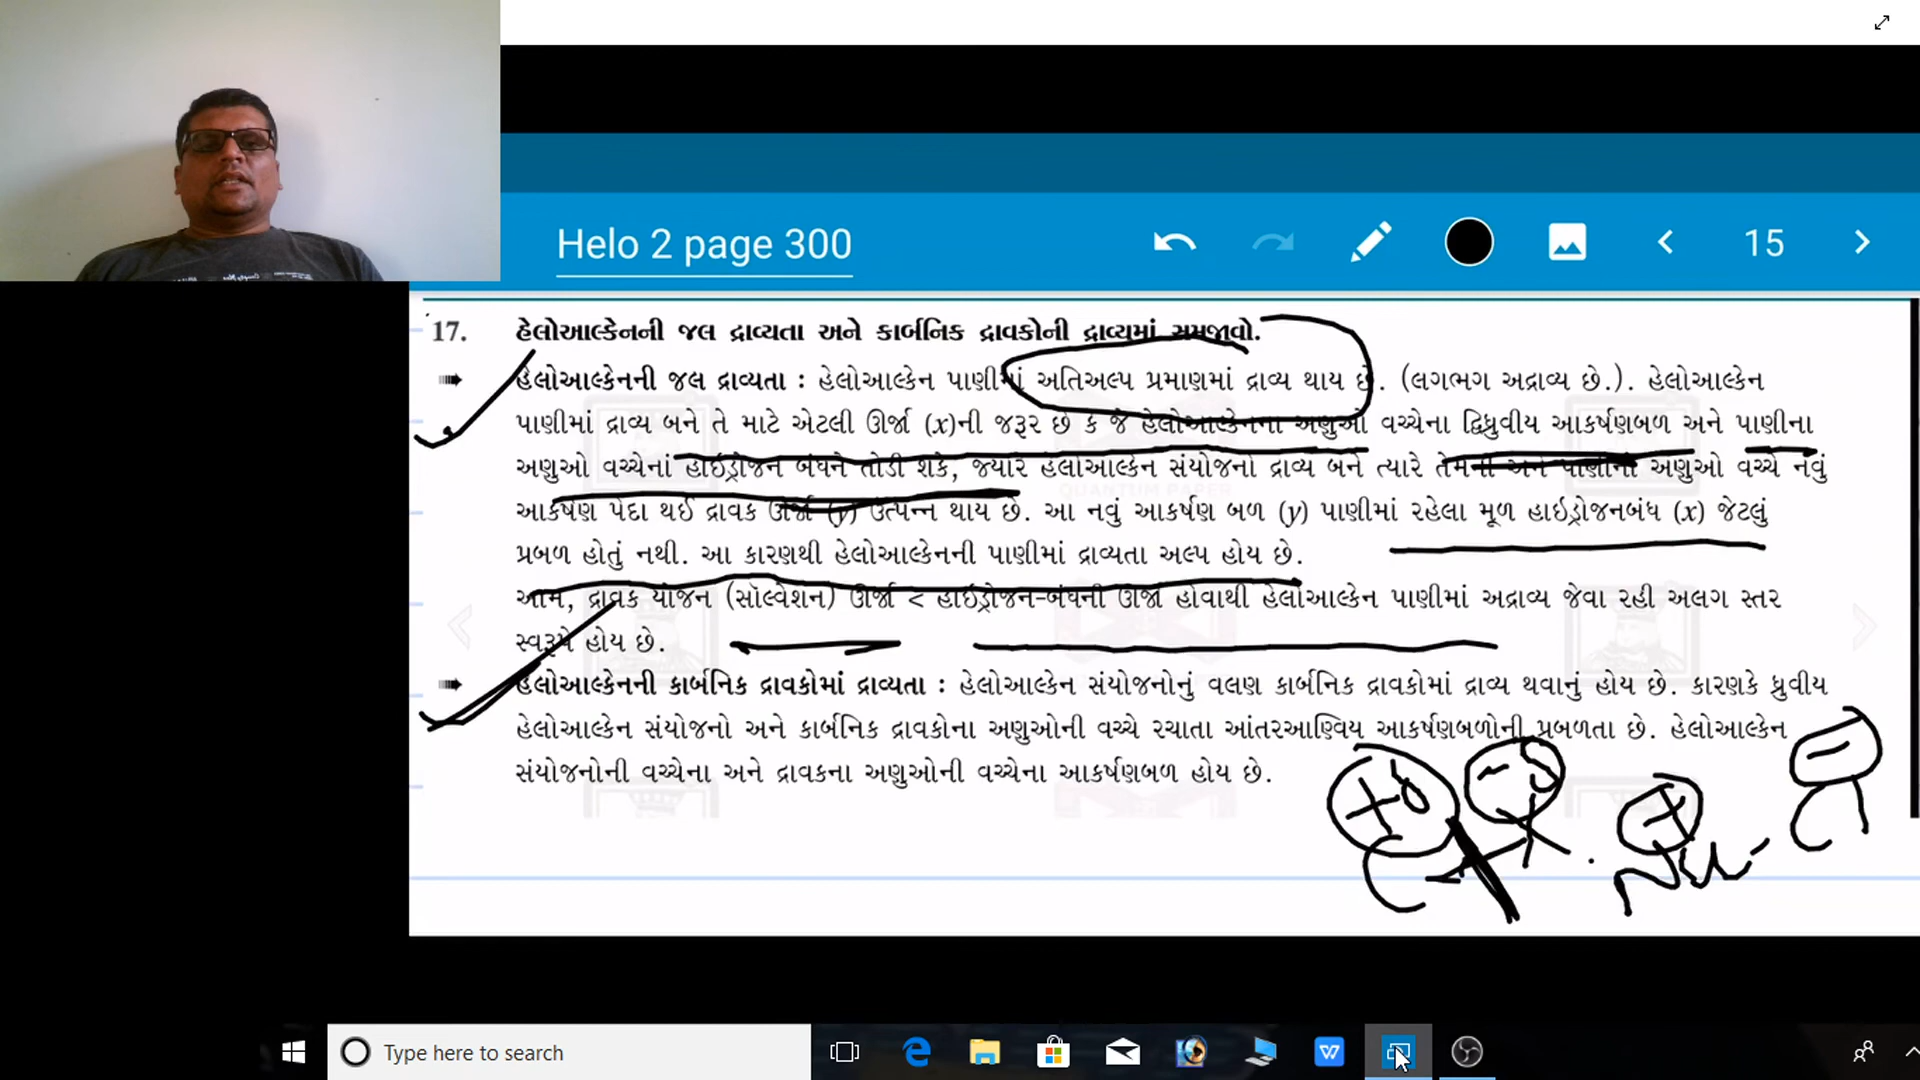 Helo 2 page 300
15
17. હેલોઆલ્કેનની જલ દ્રાવ્યતા અને કાર્બનિક દ્રાવકોની દ્રાવ્યમાં સમજાવો.
હેલોઆલ્કેનની જલ દ્રાવ્યતા : હેલોઆલ્કેન પાણીમાં અતિઅલ્પ પ્રમાણમાં દ્રાવ્ય થાય છે. (લગભગ અદ્રાવ્ય છે.). હેલોઆલ્કેન
પાણીમાં દ્રાવ્ય બને તે માટે એટલી ઊર્જા (x)ની જરૂર છે કે જે હેલોઆલ્કેનના અણુઓ વચ્ચેના દ્વિધ્રુવીય આકર્ષણબળ અને પાણીના
અણુઓ વચ્ચેનાં હાઇડ્રોજન બંધને તોડી શકે, જ્યારે હેલોઆલ્કેન સંયોજનો દ્રાવ્ય બને ત્યારે તેમની અને પાણીના અણુઓ વચ્ચે નવું
આકર્ષણ પેદા થઈ દ્રાવક ઊર્જા (y) ઉત્પન્ન થાય છે. આ નવું આકર્ષણ બળ (y) પાણીમાં રહેલા મૂળ હાઇડ્રોજનબંધ (x) જેટલું
પ્રબળ હોતું નથી. આ કારણથી હેલોઆલ્કેનની પાણીમાં દ્રાવ્યતા અલ્પ હોય છે.
આમ, દ્રાવક યોજન (સૉલ્વેશન) ઊર્જા < હાઇડ્રોજન-બંધની ઊર્જા હોવાથી હેલોઆલ્કેન પાણીમાં અદ્રાવ્ય જેવા રહી અલગ સ્તર
સ્વરૂપે હોય છે.
હેલોઆલ્કેનની કાર્બનિક દ્રાવકોમાં દ્રાવ્યતા : હેલોઆલ્કેન સંયોજનોનું વલણ કાર્બનિક દ્રાવકોમાં દ્રાવ્ય થવાનું હોય છે. કારણકે ધ્રુવીય
હેલોઆલ્કેન સંયોજનો અને કાર્બનિક દ્રાવકોના અણુઓની વચ્ચે રચાતા આંતરઆણ્વિય આકર્ષણબળોની પ્રબળતા છે. હેલોઆલ્કેન
સંયોજનોની વચ્ચેના અને દ્રાવકના અણુઓની વચ્ચેના આકર્ષણબળ હોય છે.
Type here to search